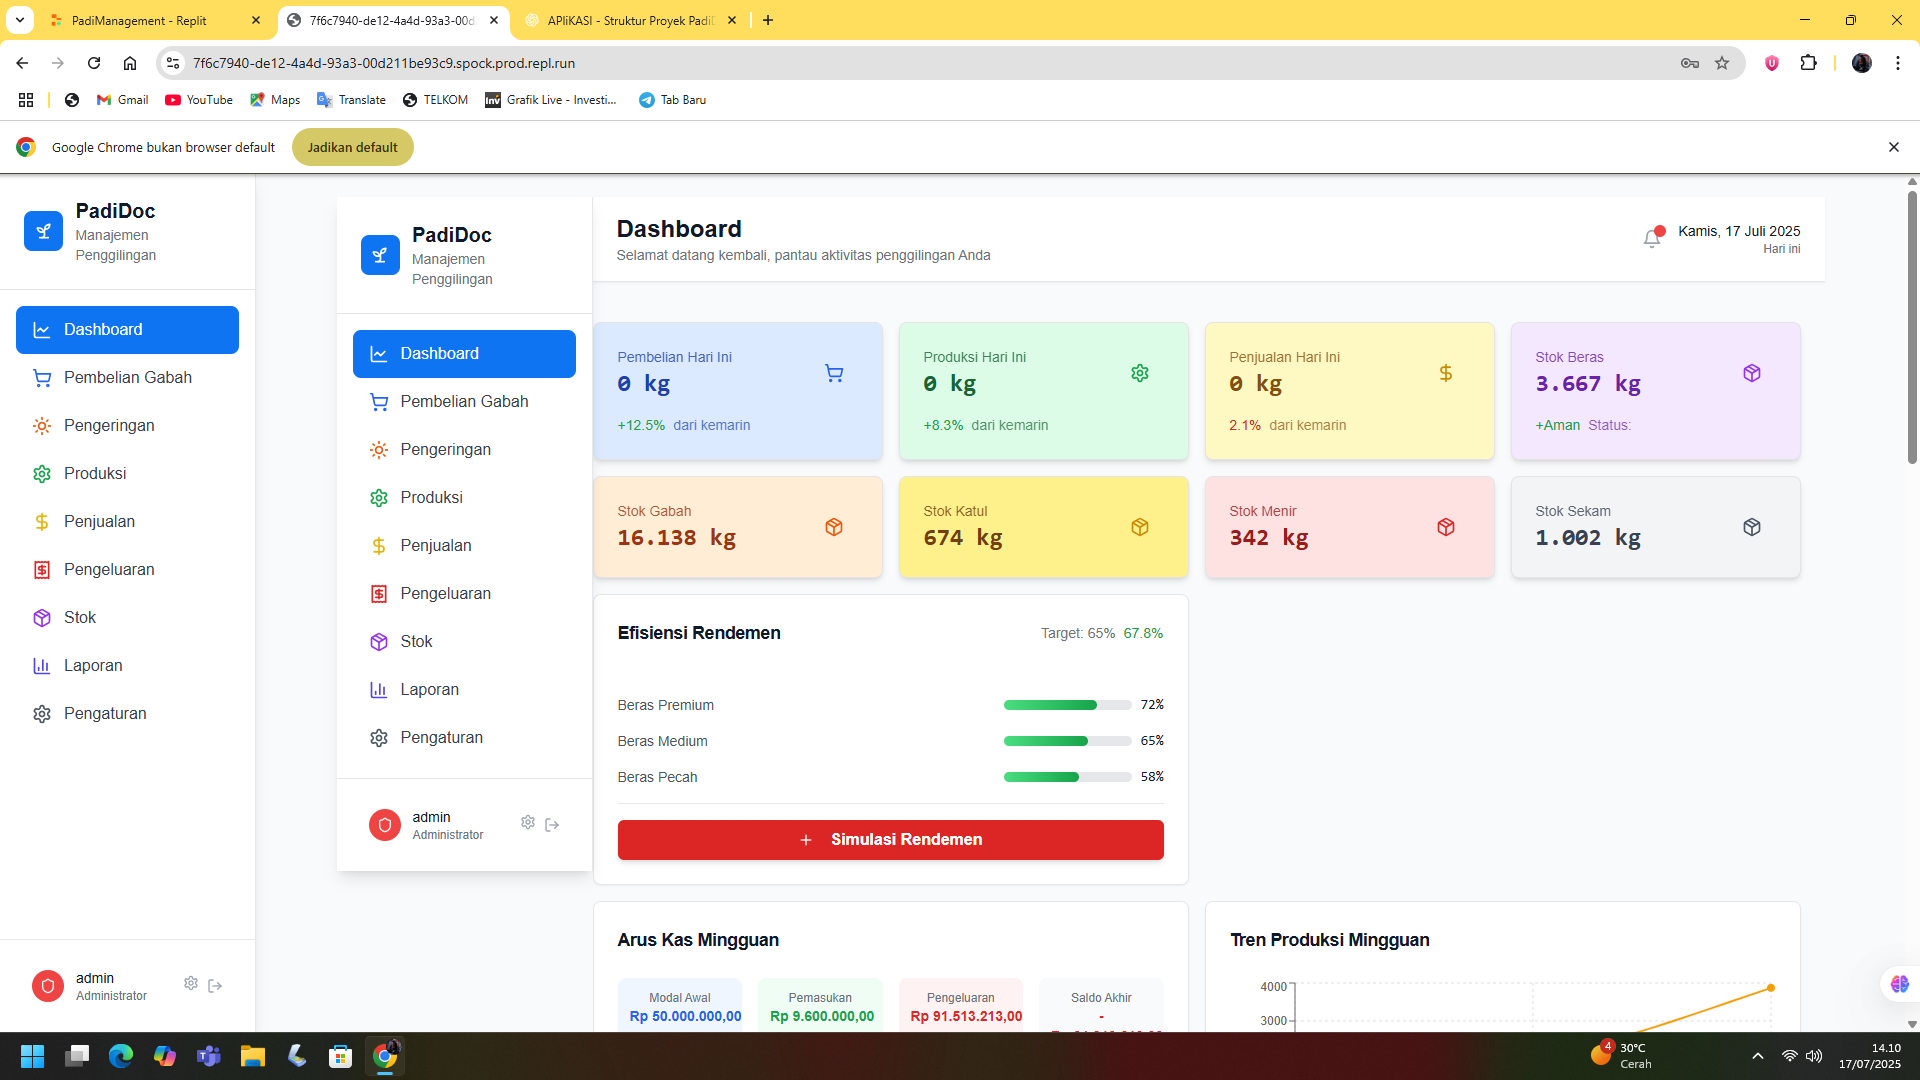 PadiManagement - Replit
7f6c7940-de12-4a4d-93a3-00d
APliKASI - Struktur Proyek Padi
7f6c7940-de12-4a4d-93a3-00d211be93c9.spock.prod.repl.run
Gmail
YouTube
Maps
Translate
TELKOM
Inv
Grafik Live - Investi...
Tab Baru
Google Chrome bukan browser default
Jadikan default
PadiDoc
Manajemen
Penggilingan
Dashboard
Pembelian Gabah
Pengeringan
Produksi
Penjualan
Pengeluaran
Stok
Laporan
Pengaturan
admin
Administrator
PadiDoc
Manajemen
Penggilingan
Dashboard
Pembelian Gabah
Pengeringan
Produksi
Penjualan
Pengeluaran
Stok
Laporan
Pengaturan
admin
Administrator
Dashboard
Selamat datang kembali, pantau aktivitas penggilingan Anda
Kamis, 17 Juli 2025
Hari ini
Pembelian Hari Ini
0 kg
+12.5% dari kemarin
Produksi Hari Ini
0 kg
+8.3% dari kemarin
Penjualan Hari Ini
0 kg
2.1% dari kemarin
Stok Beras
3.667 kg
+Aman Status:
Stok Gabah
16.138 kg
Stok Katul
674 kg
Stok Menir
342 kg
Stok Sekam
1.002 kg
Efisiensi Rendemen
Target: 65% 67.8%
Beras Premium 72%
Beras Medium 65%
Beras Pecah 58%
+ Simulasi Rendemen
Arus Kas Mingguan
Modal Awal
Rp 50.000.000,00
Pemasukan
Rp 9.600.000,00
Pengeluaran
Rp 91.513.213,00
Saldo Akhir
-
Tren Produksi Mingguan
4000
3000
4
30°C
Cerah
14.10
17/07/2025